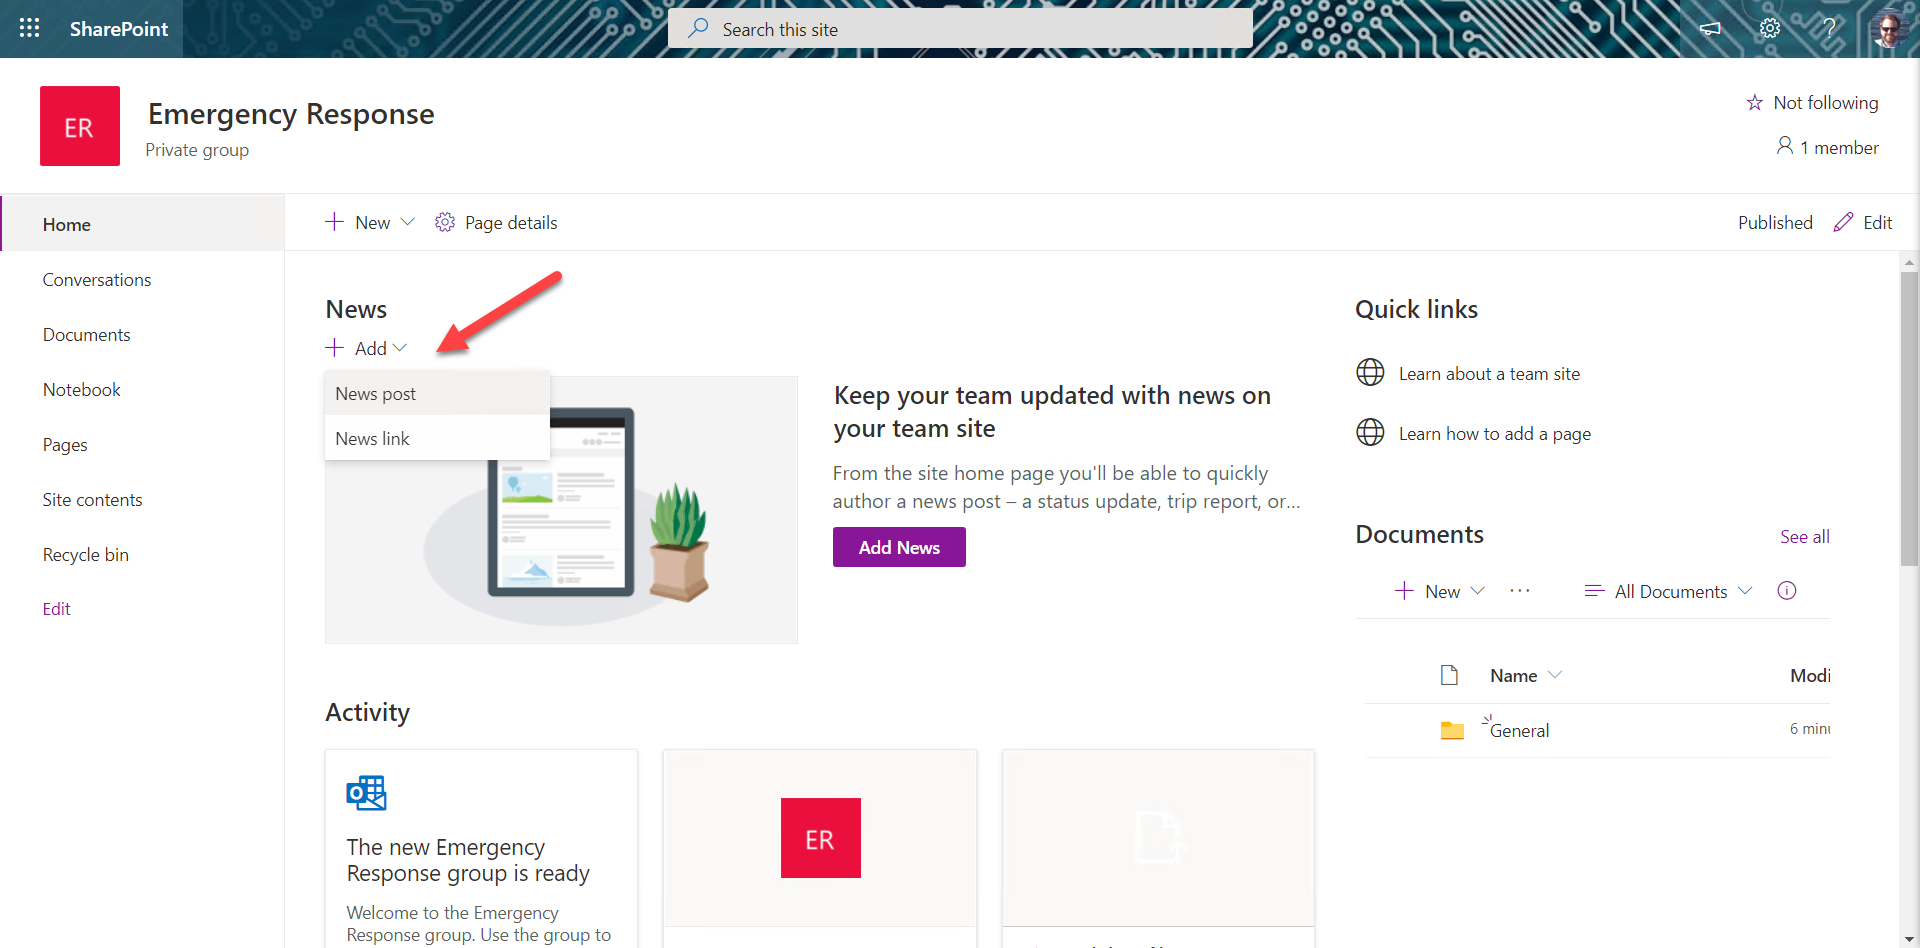 SharePoint
Search this site
ER
Emergency Response
Private group
Not following
1 member
Home
Conversations
Documents
Notebook
Pages
Site contents
Recycle bin
Edit
New
Page details
Published
Edit
News
Add
News post
News link
Keep your team updated with news on
your team site
From the site home page you'll be able to quickly
author a news post – a status update, trip report, or...
Add News
Activity
The new Emergency
Response group is ready
Welcome to the Emergency
Response group. Use the group to
ER
Quick links
Learn about a team site
Learn how to add a page
Documents
See all
New
All Documents
Name
Modi
General
6 minu